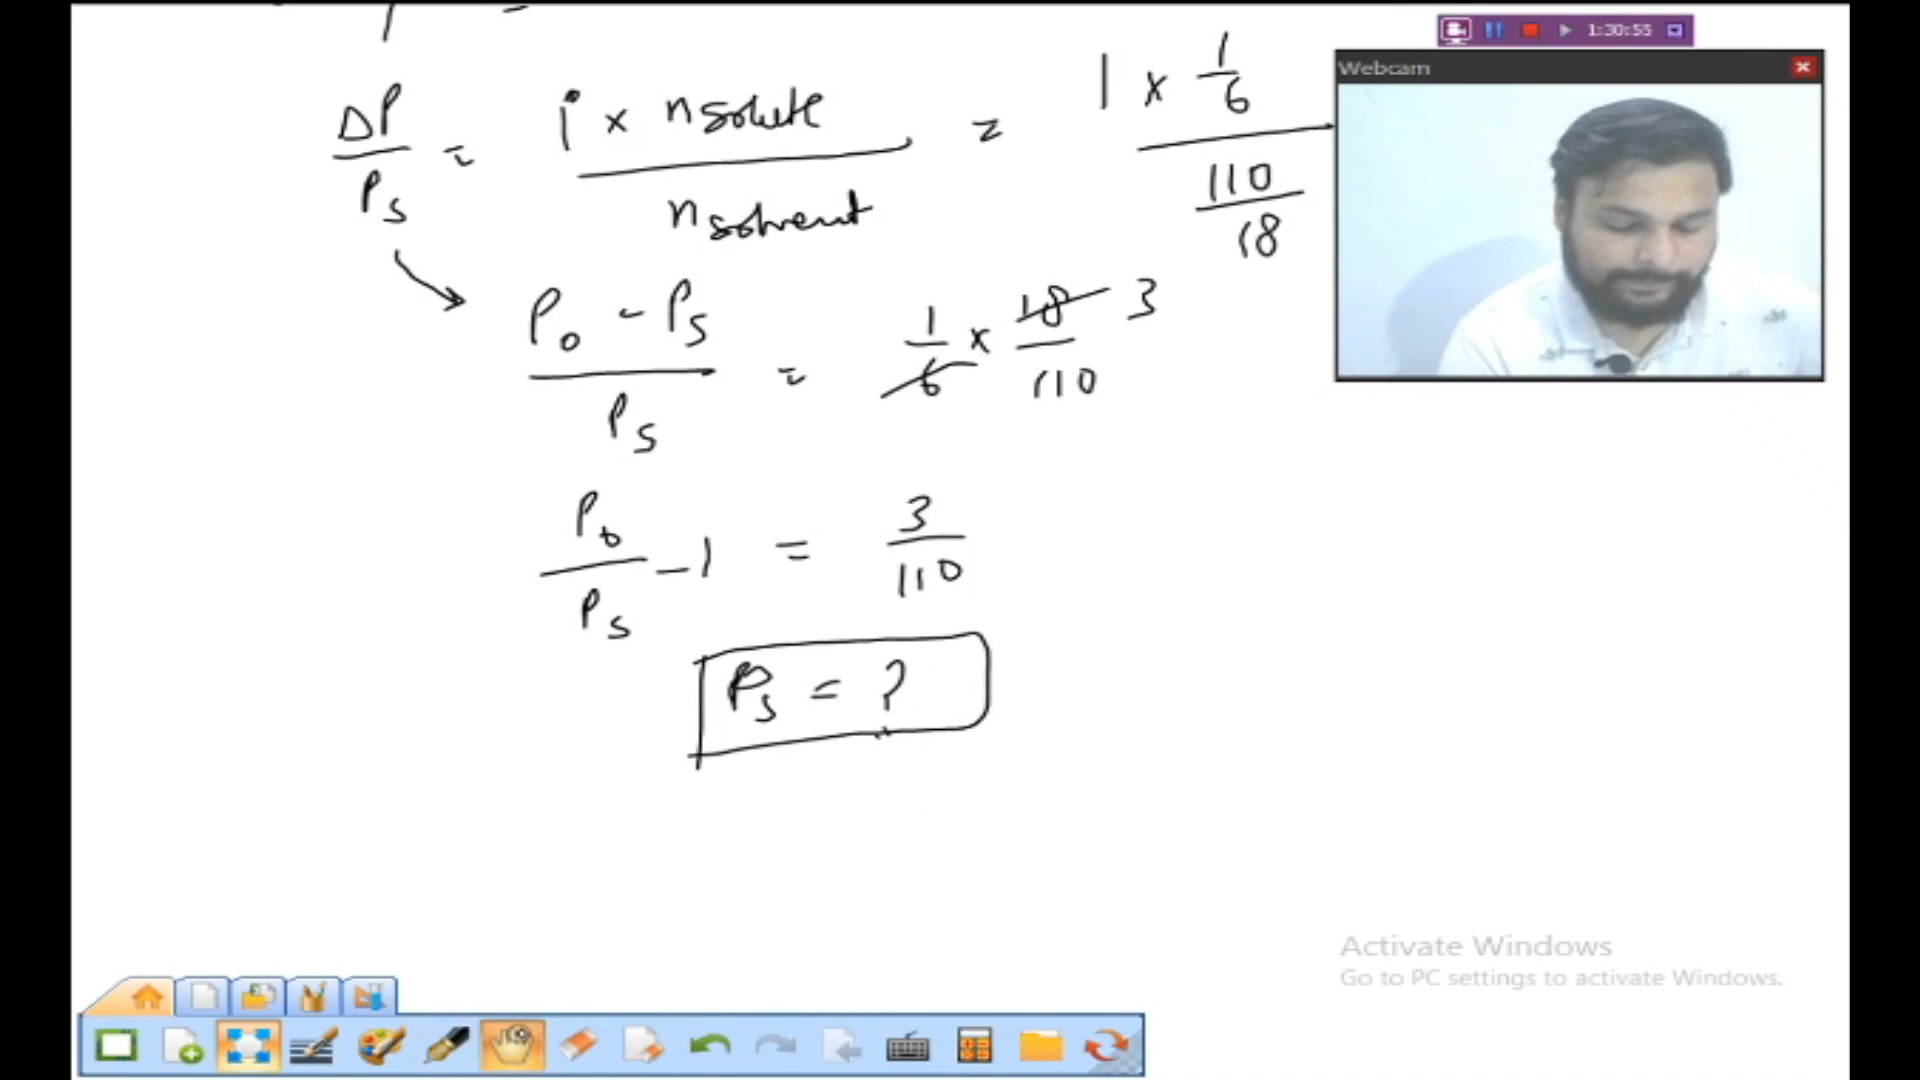 1:30:55
Webcam
ΔP/Ps = i × nsolute / nsolvent = 1 × 1/6 / 110/18
Po - Ps / Ps = 1/6 × 18/110 3
Po/Ps - 1 = 3/110
Ps = ?
Activate Windows
Go to PC settings to activate Windows.